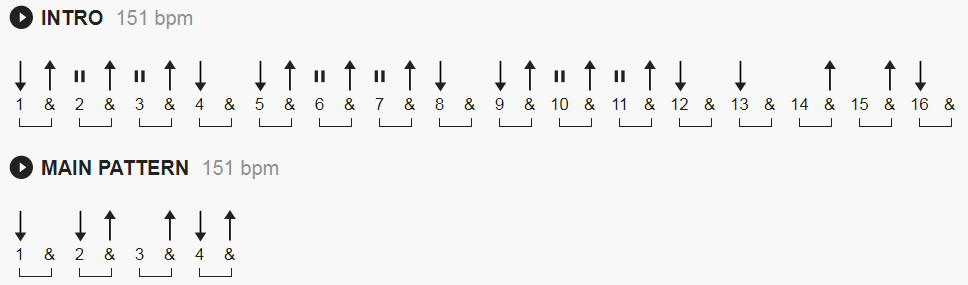 INTRO 151 bpm
1 & 2 & 3 & 4 & 5 & 6 & 7 & 8 & 9 & 10 & 11 & 12 & 13 & 14 & 15 & 16 &
MAIN PATTERN 151 bpm
1 & 2 & 3 & 4 &